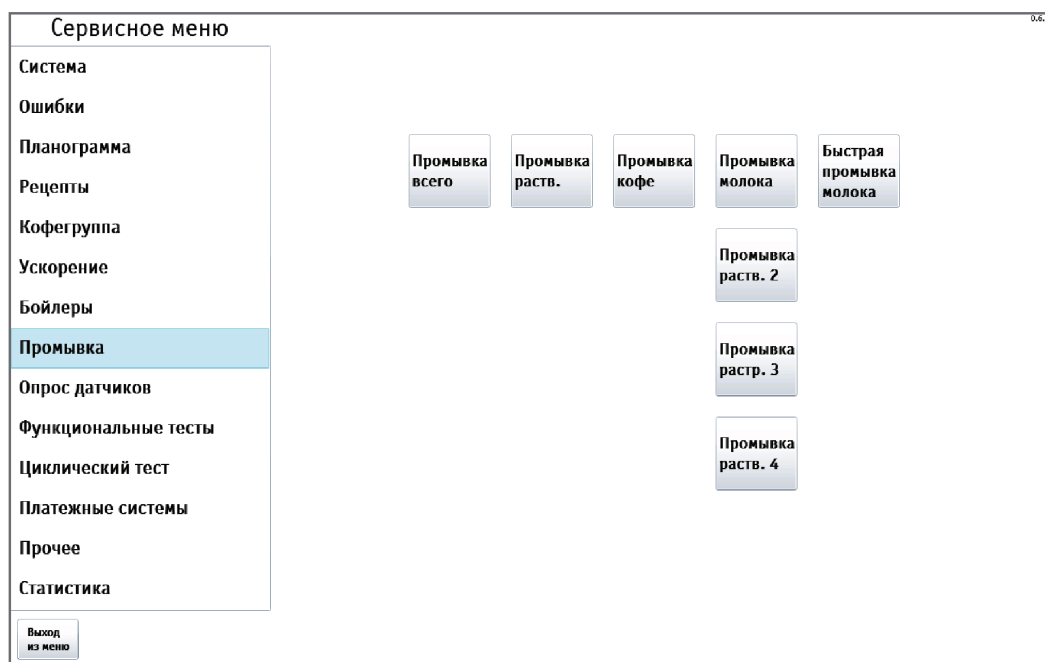 Сервисное меню
0.6.
Система
Ошибки
Планограмма
Рецепты
Кофегруппа
Ускорение
Бойлеры
Промывка
Опрос датчиков
Функциональные тесты
Циклический тест
Платежные системы
Прочее
Статистика
Выход
из меню
Промывка
всего
Промывка
раств.
Промывка
кофе
Промывка
молока
Быстрая
промывка
молока
Промывка
раств. 2
Промывка
растр. 3
Промывка
раств. 4